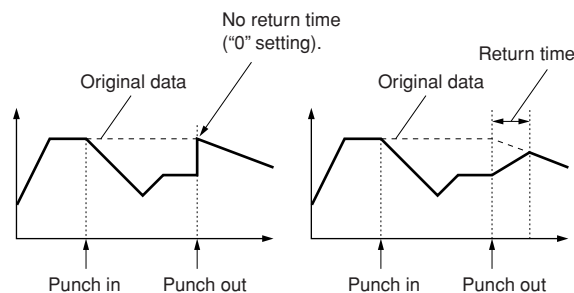 No return time
(“0” setting).
Original data
Punch in
Punch out
Return time
Original data
Punch in
Punch out